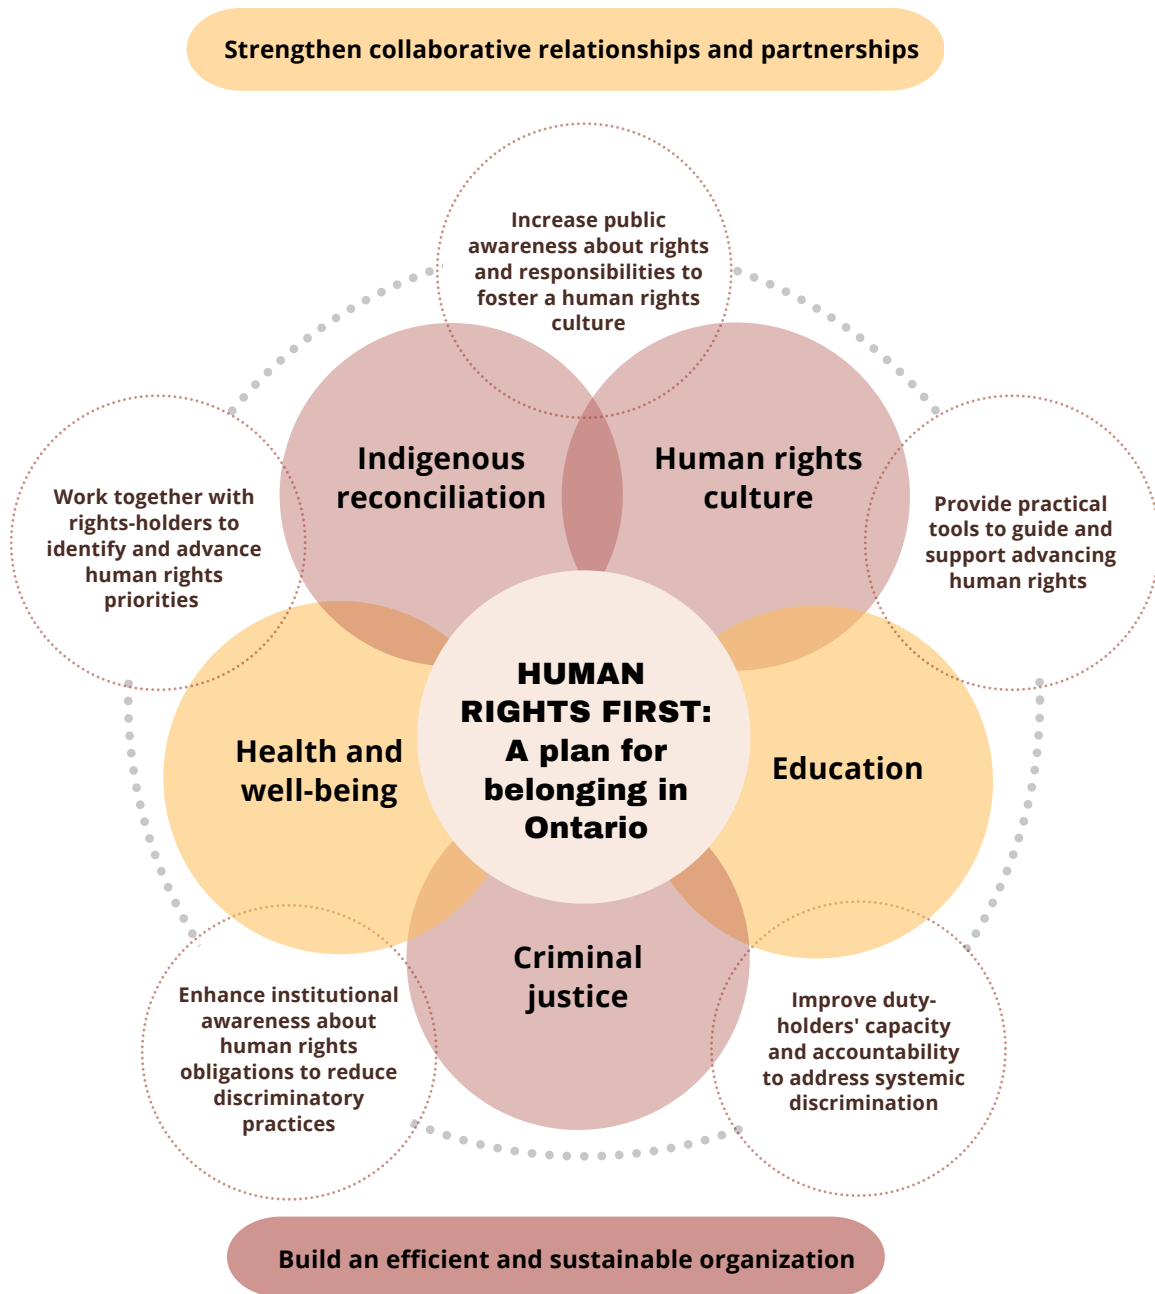 Strengthen collaborative relationships and partnerships
Increase public
awareness about rights
and responsibilities to
foster a human rights
culture
Indigenous
reconciliation
Human rights
culture
Work together with
rights-holders to
identify and advance
human rights
priorities
Provide practical
tools to guide and
support advancing
human rights
HUMAN
RIGHTS FIRST:
A plan for
belonging in
Ontario
Health and
well-being
Education
Criminal
justice
Enhance institutional
awareness about
human rights
obligations to reduce
discriminatory
practices
Improve duty-
holders' capacity
and accountability
to address systemic
discrimination
Build an efficient and sustainable organization